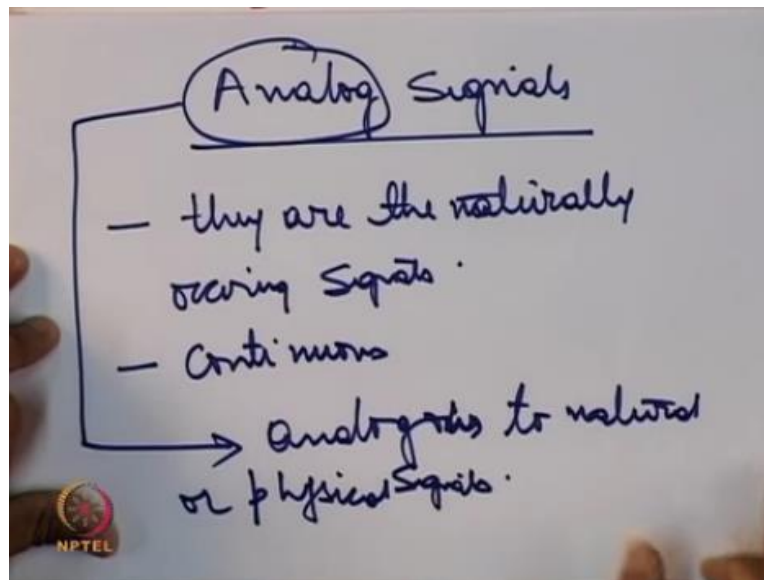 Analog Signals
— they are the naturally
occuring Signals.
— Continuous
analogous to natural
or physical Signals.
NPTEL